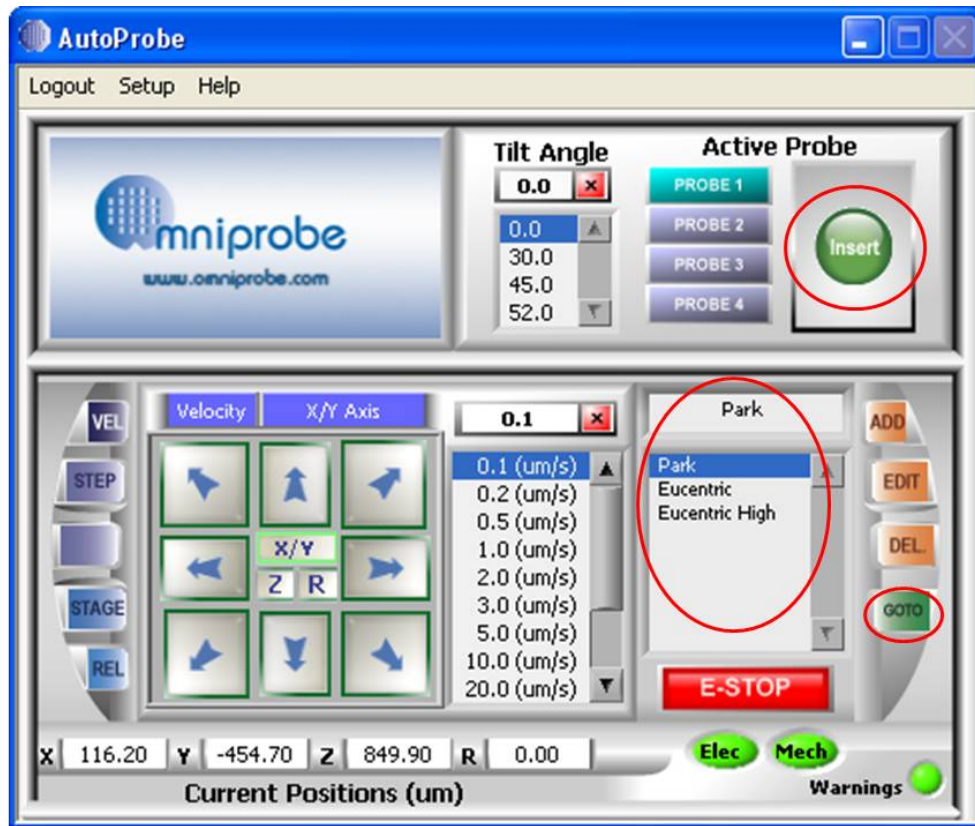 AutoProbe
Logout Setup Help
Omniprobe
www.omniprobe.com
Tilt Angle
0.0
0.0
30.0
45.0
52.0
Active Probe
PROBE 1
PROBE 2
PROBE 3
PROBE 4
Insert
VEL
STEP
STAGE
REL
Velocity X/Y Axis
X/Y
Z R
0.1
0.1 (um/s)
0.2 (um/s)
0.5 (um/s)
1.0 (um/s)
2.0 (um/s)
3.0 (um/s)
5.0 (um/s)
10.0 (um/s)
20.0 (um/s)
Park
Park
Eucentric
Eucentric High
E-STOP
ADD
EDIT
DEL.
GOTO
X 116.20 Y -454.70 Z 849.90 R 0.00
Current Positions (um)
Elec Mech
Warnings